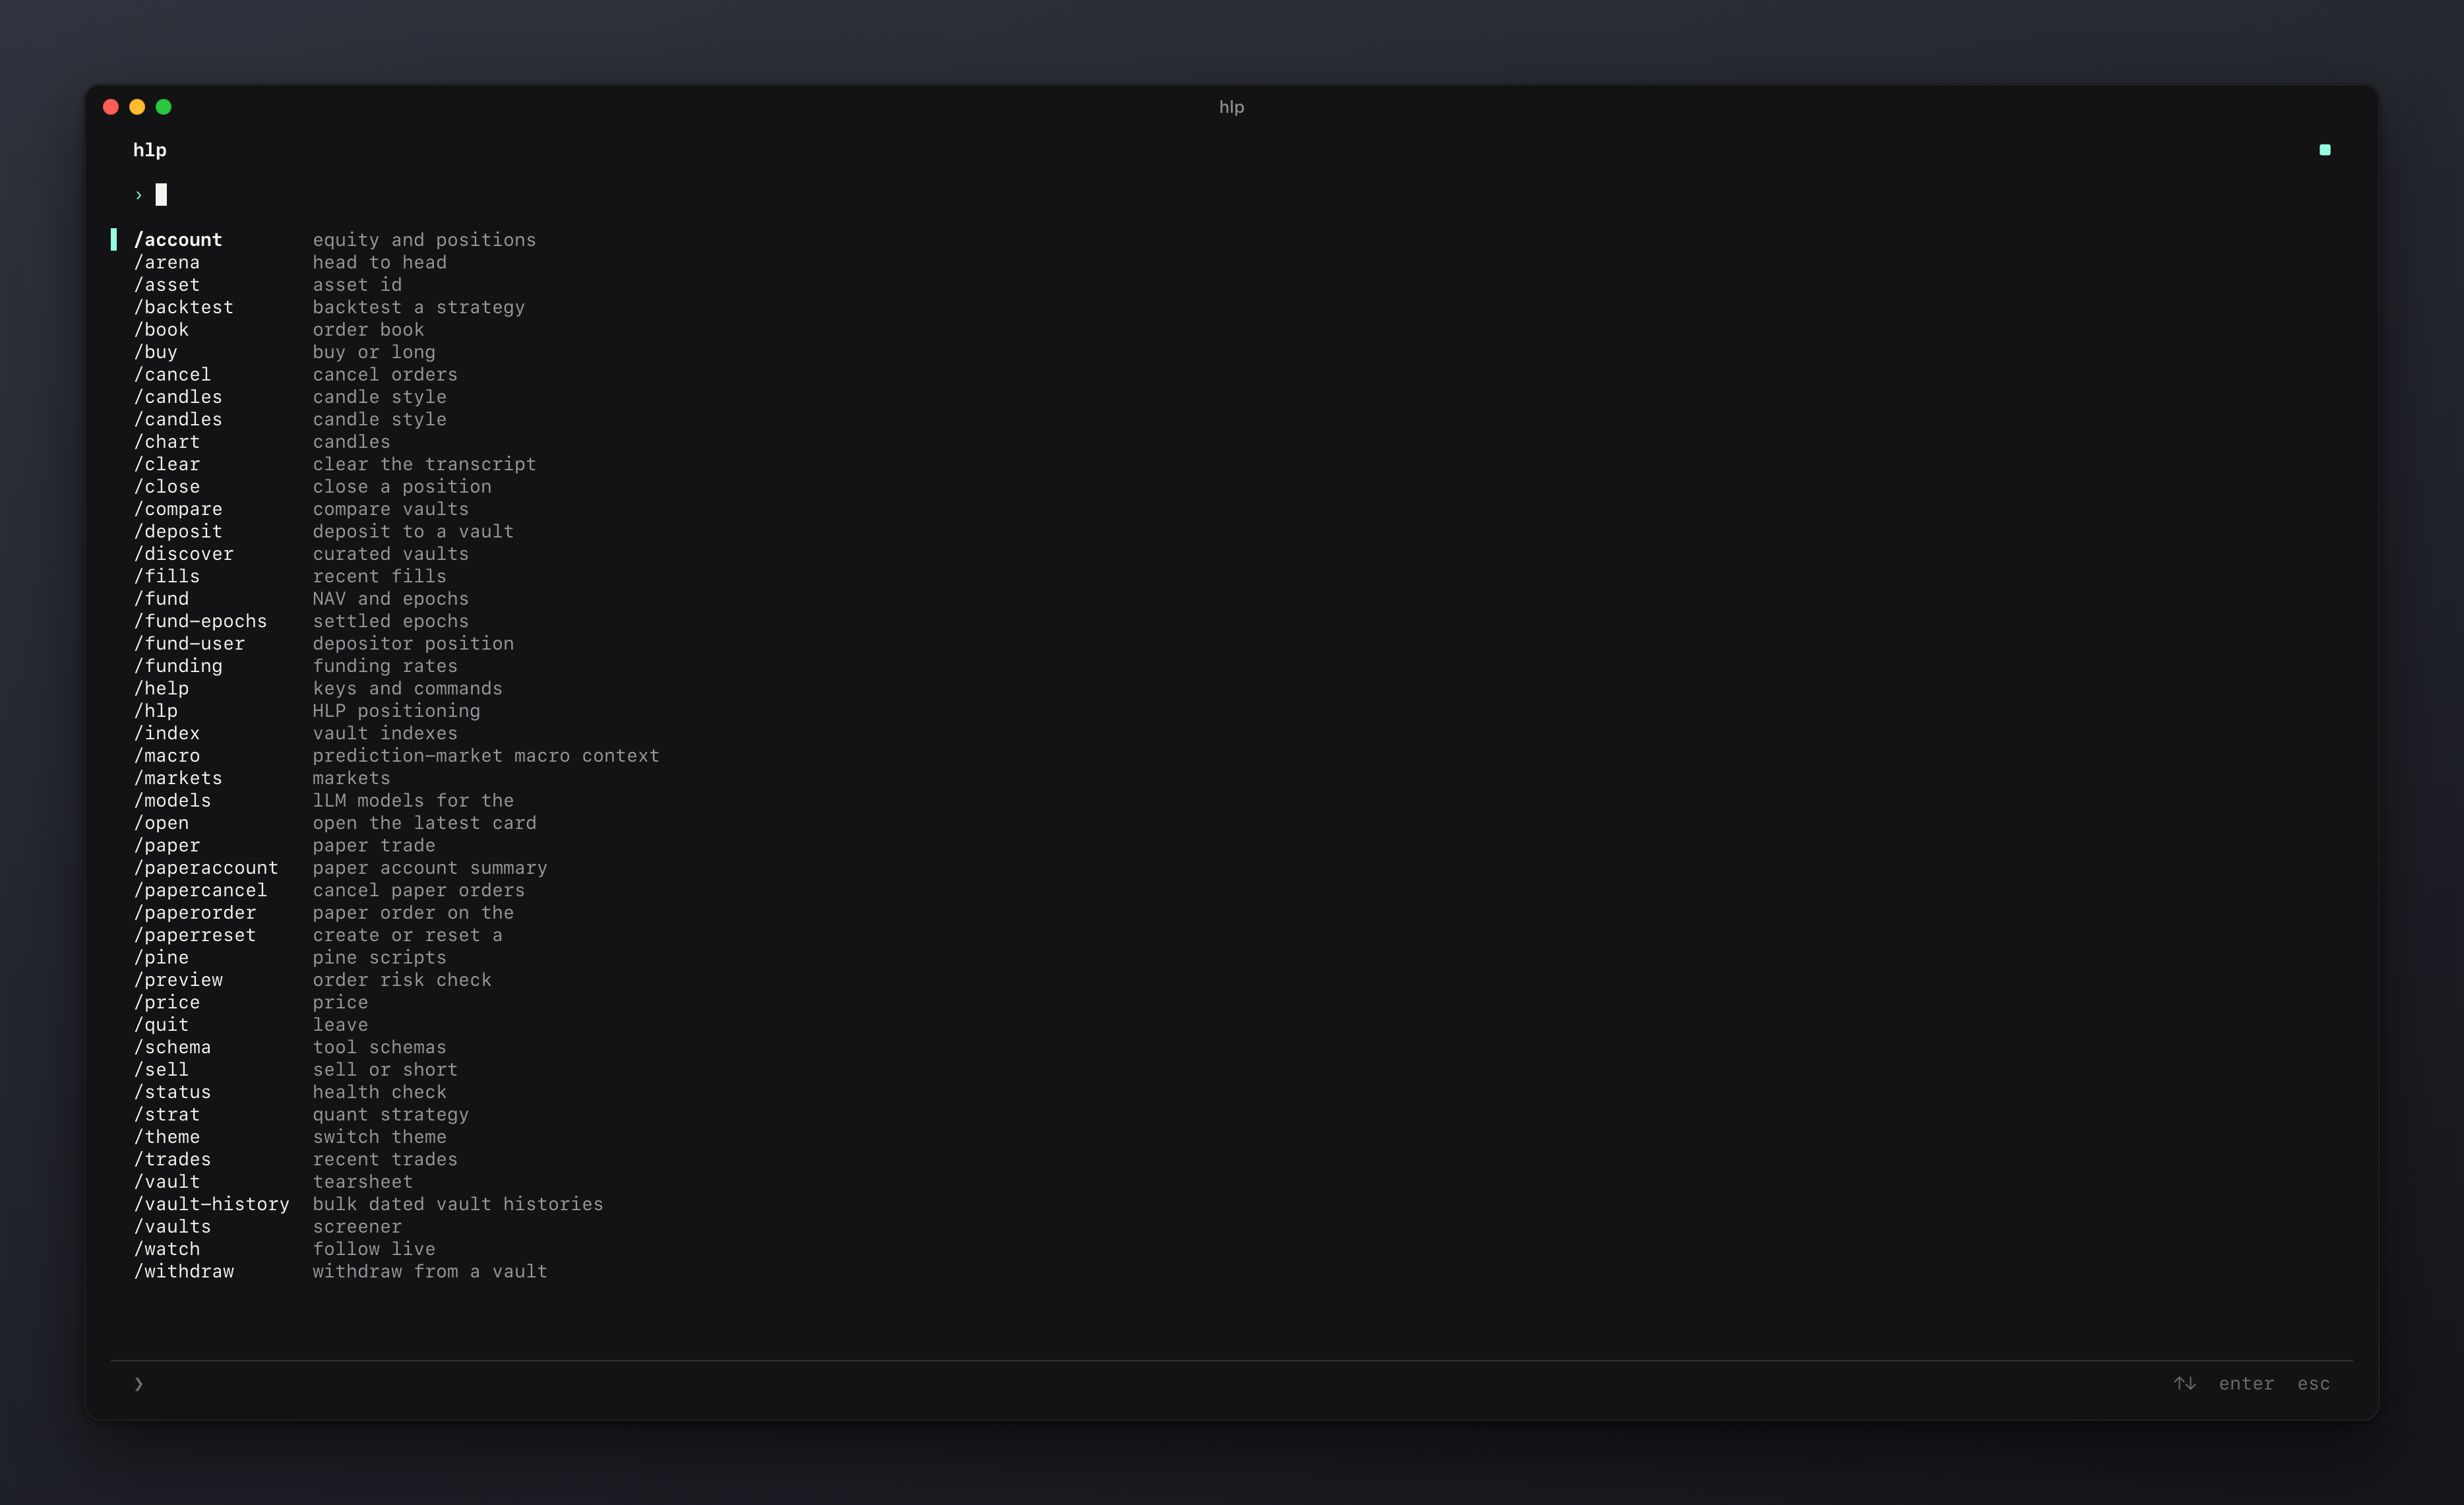 hlp
hlp
›
/account equity and positions
/arena head to head
/asset asset id
/backtest backtest a strategy
/book order book
/buy buy or long
/cancel cancel orders
/candles candle style
/candles candle style
/chart candles
/clear clear the transcript
/close close a position
/compare compare vaults
/deposit deposit to a vault
/discover curated vaults
/fills recent fills
/fund NAV and epochs
/fund-epochs settled epochs
/fund-user depositor position
/funding funding rates
/help keys and commands
/hlp HLP positioning
/index vault indexes
/macro prediction-market macro context
/markets markets
/models lLM models for the
/open open the latest card
/paper paper trade
/paperaccount paper account summary
/papercancel cancel paper orders
/paperorder paper order on the
/paperreset create or reset a
/pine pine scripts
/preview order risk check
/price price
/quit leave
/schema tool schemas
/sell sell or short
/status health check
/strat quant strategy
/theme switch theme
/trades recent trades
/vault tearsheet
/vault-history bulk dated vault histories
/vaults screener
/watch follow live
/withdraw withdraw from a vault
❯ ↑↓ enter esc